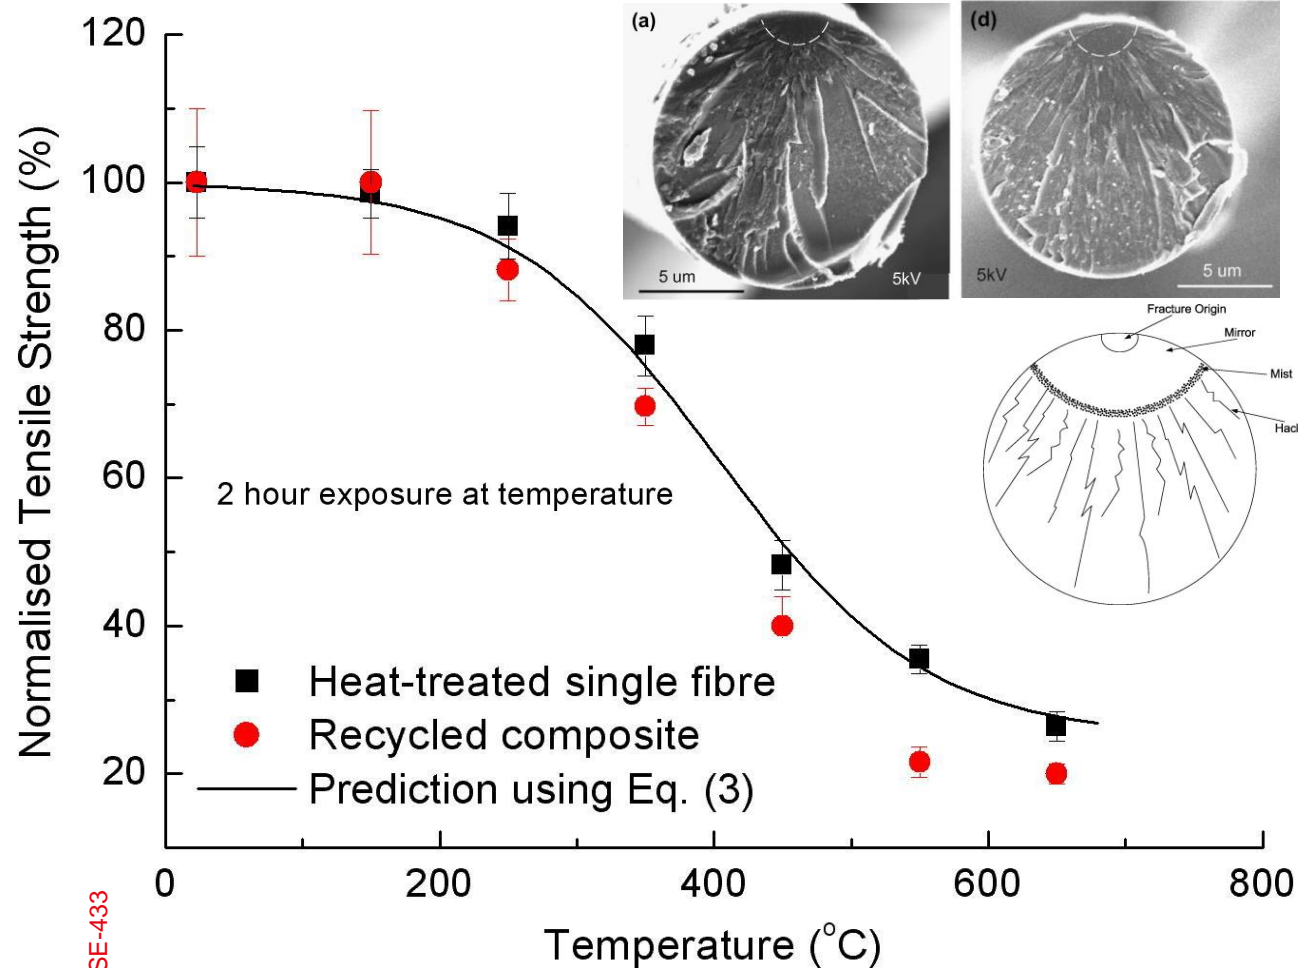 120
100
80
60
40
20
Normalised Tensile Strength (%)
(a)
5 um
5kV
(d)
5kV
5 um
Fracture Origin
Mirror
Mist
Hacl
2 hour exposure at temperature
Heat-treated single fibre
Recycled composite
Prediction using Eq. (3)
0
200
400
600
800
Temperature (°C)
SE-433